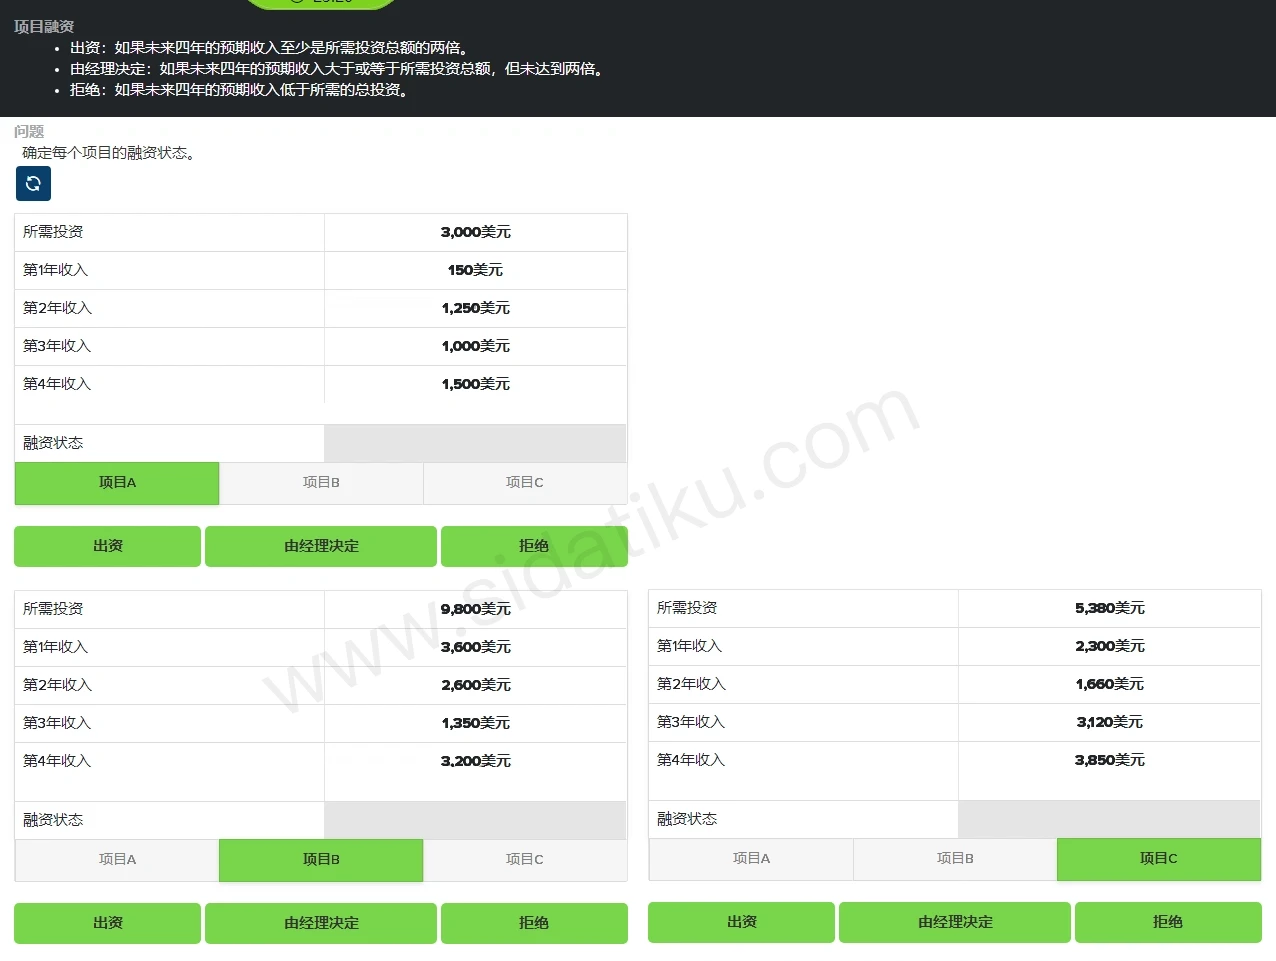 项目融资
出资：如果未来四年的预期收入至少是所需投资总额的两倍。
由经理决定：如果未来四年的预期收入大于或等于所需投资总额，但未达到两倍。
拒绝：如果未来四年的预期收入低于所需的总投资。
问题
确定每个项目的融资状态。
所需投资 3,000美元
第1年收入 150美元
第2年收入 1,250美元
第3年收入 1,000美元
第4年收入 1,500美元
融资状态
项目A 项目B 项目C
出资 由经理决定 拒绝
所需投资 9,800美元
第1年收入 3,600美元
第2年收入 2,600美元
第3年收入 1,350美元
第4年收入 3,200美元
融资状态
项目A 项目B 项目C
出资 由经理决定 拒绝
所需投资 5,380美元
第1年收入 2,300美元
第2年收入 1,660美元
第3年收入 3,120美元
第4年收入 3,850美元
融资状态
项目A 项目B 项目C
出资 由经理决定 拒绝
www.sidatiku.com